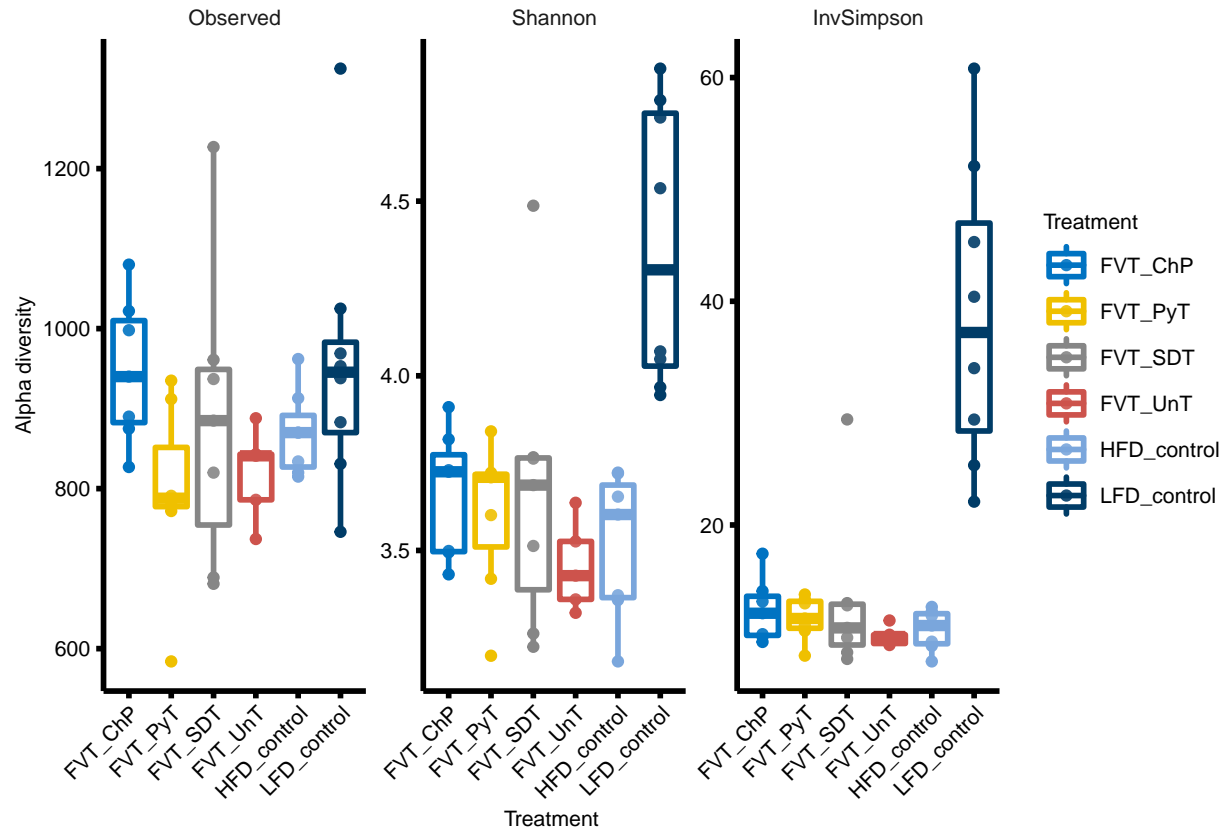 Observed
Shannon
InvSimpson
Alpha diversity
1200
1000
800
600
4.5
4.0
3.5
60
40
20
FVT_ChP
FVT_PyT
FVT_SDT
FVT_UnT
HFD_control
LFD_control
FVT_ChP
FVT_PyT
FVT_SDT
FVT_UnT
HFD_control
LFD_control
FVT_ChP
FVT_PyT
FVT_SDT
FVT_UnT
HFD_control
LFD_control
Treatment
Treatment
FVT_ChP
FVT_PyT
FVT_SDT
FVT_UnT
HFD_control
LFD_control